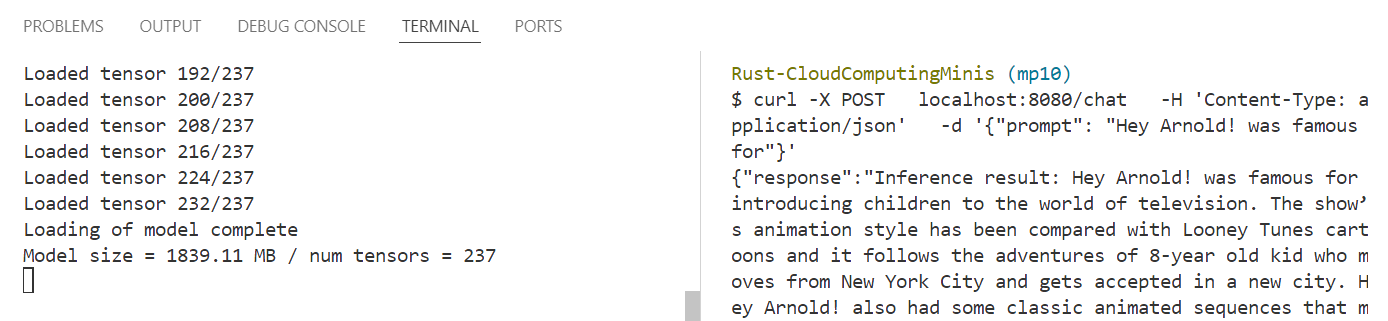 PROBLEMS OUTPUT DEBUG CONSOLE TERMINAL PORTS
Loaded tensor 192/237
Loaded tensor 200/237
Loaded tensor 208/237
Loaded tensor 216/237
Loaded tensor 224/237
Loaded tensor 232/237
Loading of model complete
Model size = 1839.11 MB / num tensors = 237
Rust-CloudComputingMinis (mp10)
$ curl -X POST   localhost:8080/chat   -H 'Content-Type: a
pplication/json'   -d '{"prompt": "Hey Arnold! was famous
for"}'
{"response":"Inference result: Hey Arnold! was famous for
introducing children to the world of television. The show’
s animation style has been compared with Looney Tunes cart
oons and it follows the adventures of 8-year old kid who m
oves from New York City and gets accepted in a new city. H
ey Arnold! also had some classic animated sequences that m